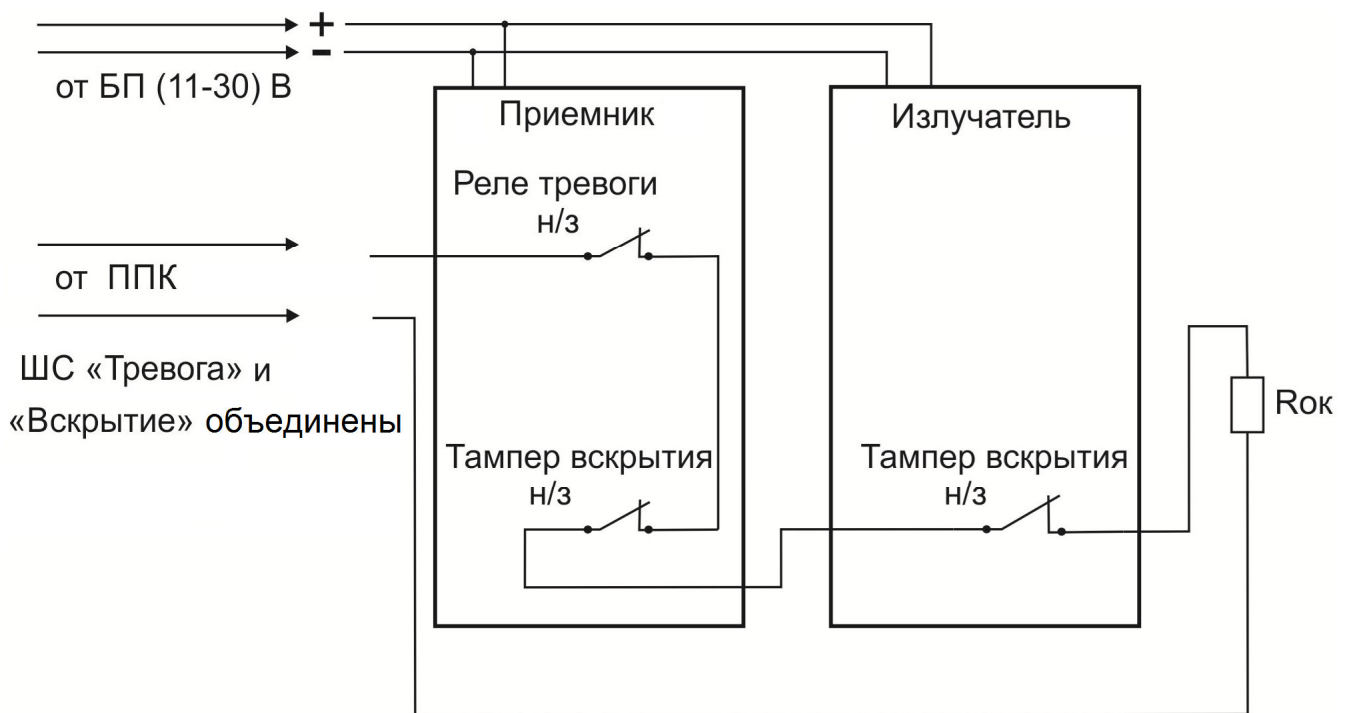 +
-
от БП (11-30) В
Приемник
Излучатель
Реле тревоги
н/з
от ППК
ШС «Тревога» и
«Вскрытие» объединены
Rок
Тампер вскрытия
н/з
Тампер вскрытия
н/з